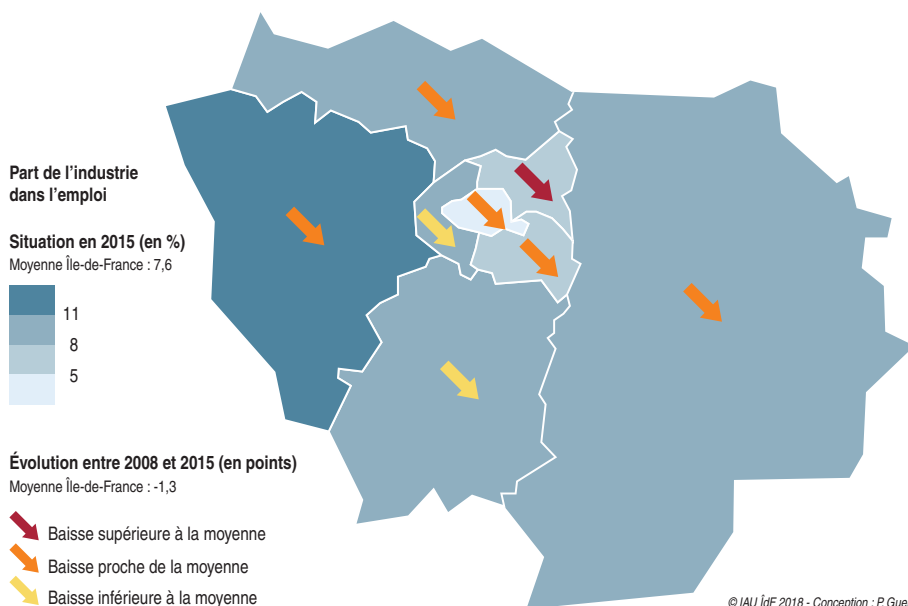 Part de l'industrie
dans l'emploi
Situation en 2015 (en %)
Moyenne Île-de-France : 7,6
11
8
5
Évolution entre 2008 et 2015 (en points)
Moyenne Île-de-France : -1,3
Baisse supérieure à la moyenne
Baisse proche de la moyenne
Baisse inférieure à la moyenne
© IAU ÎdF 2018 - Conception : P. Gue